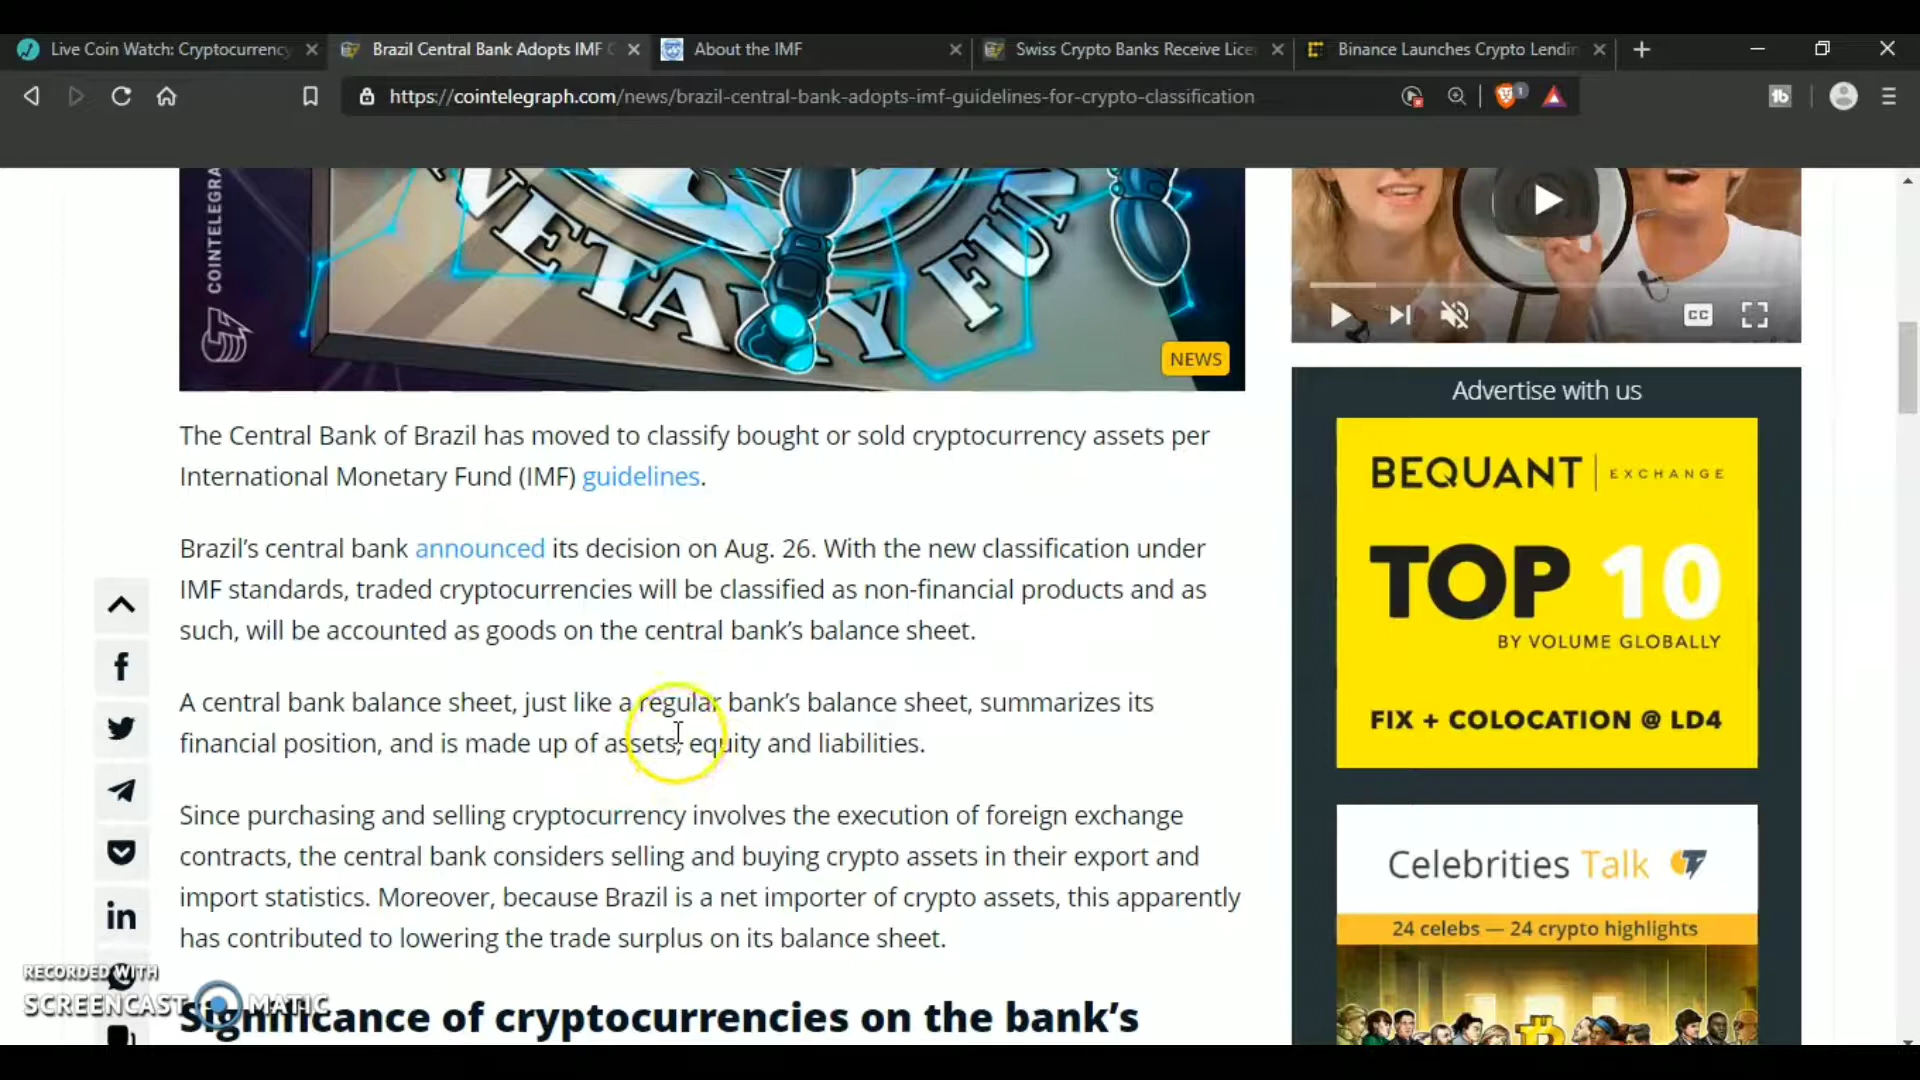 Live Coin Watch: Cryptocurrency
Brazil Central Bank Adopts IMF
About the IMF
Swiss Crypto Banks Receive Lice
Binance Launches Crypto Lendin
https://cointelegraph.com/news/brazil-central-bank-adopts-imf-guidelines-for-crypto-classification
1
tb
COINTELEGRA
NETARY FUN
NEWS
CC
The Central Bank of Brazil has moved to classify bought or sold cryptocurrency assets per
International Monetary Fund (IMF) guidelines.
Brazil’s central bank announced its decision on Aug. 26. With the new classification under
IMF standards, traded cryptocurrencies will be classified as non-financial products and as
such, will be accounted as goods on the central bank’s balance sheet.
A central bank balance sheet, just like a regular bank’s balance sheet, summarizes its
financial position, and is made up of assets, equity and liabilities.
Since purchasing and selling cryptocurrency involves the execution of foreign exchange
contracts, the central bank considers selling and buying crypto assets in their export and
import statistics. Moreover, because Brazil is a net importer of crypto assets, this apparently
has contributed to lowering the trade surplus on its balance sheet.
Significance of cryptocurrencies on the bank’s
Advertise with us
BEQUANT | EXCHANGE
TOP 10
BY VOLUME GLOBALLY
FIX + COLOCATION @ LD4
Celebrities Talk
24 celebs — 24 crypto highlights
RECORDED WITH
SCREENCAST MATIC